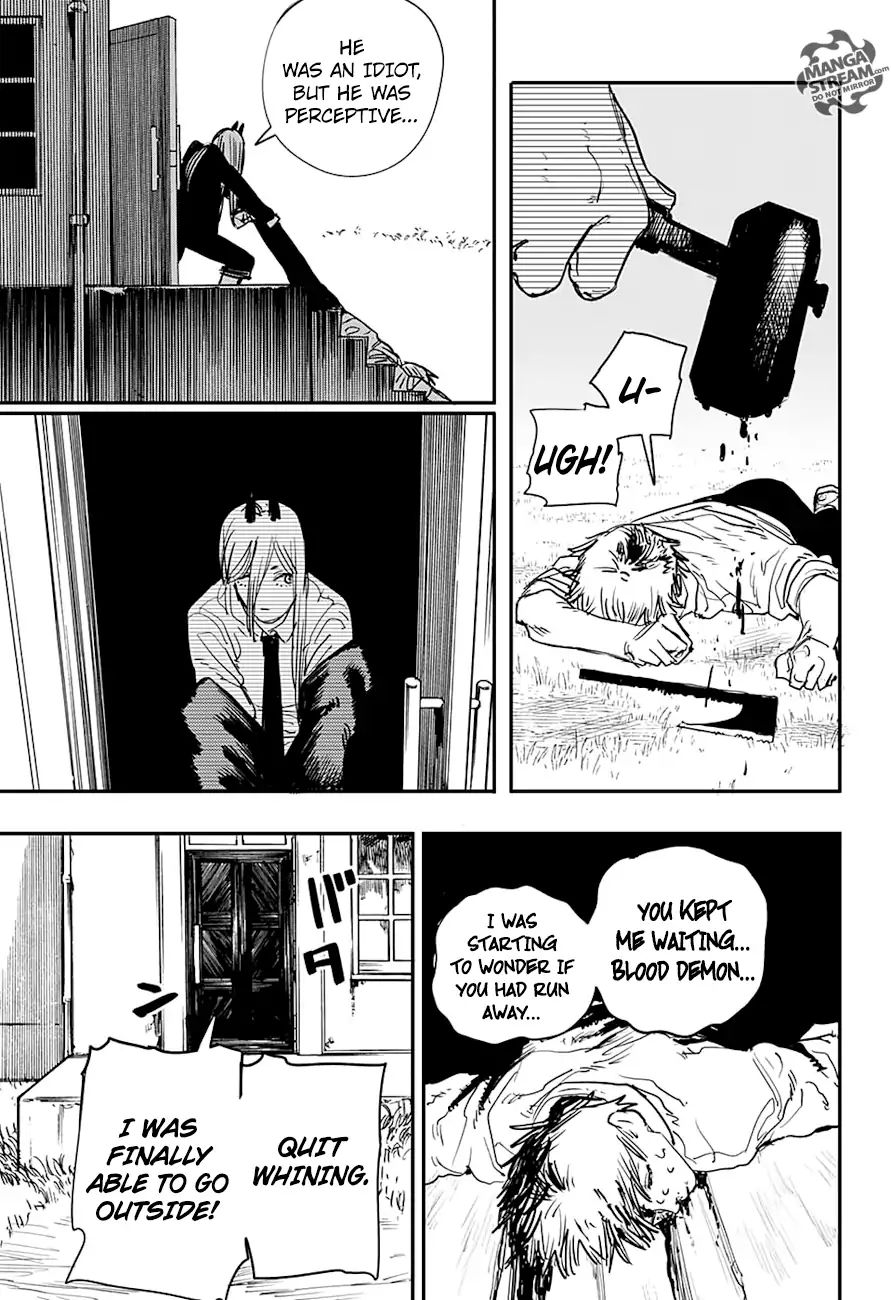 MANGA
STREAM.com
DO NOT MIRROR!
U-
UGH!
HE
WAS AN IDIOT,
BUT HE WAS
PERCEPTIVE...
YOU KEPT
ME WAITING...
BLOOD DEMON...
I WAS
STARTING
TO WONDER IF
YOU HAD RUN
AWAY...
バタン
QUIT
WHINING.
I WAS
FINALLY
ABLE TO GO
OUTSIDE!